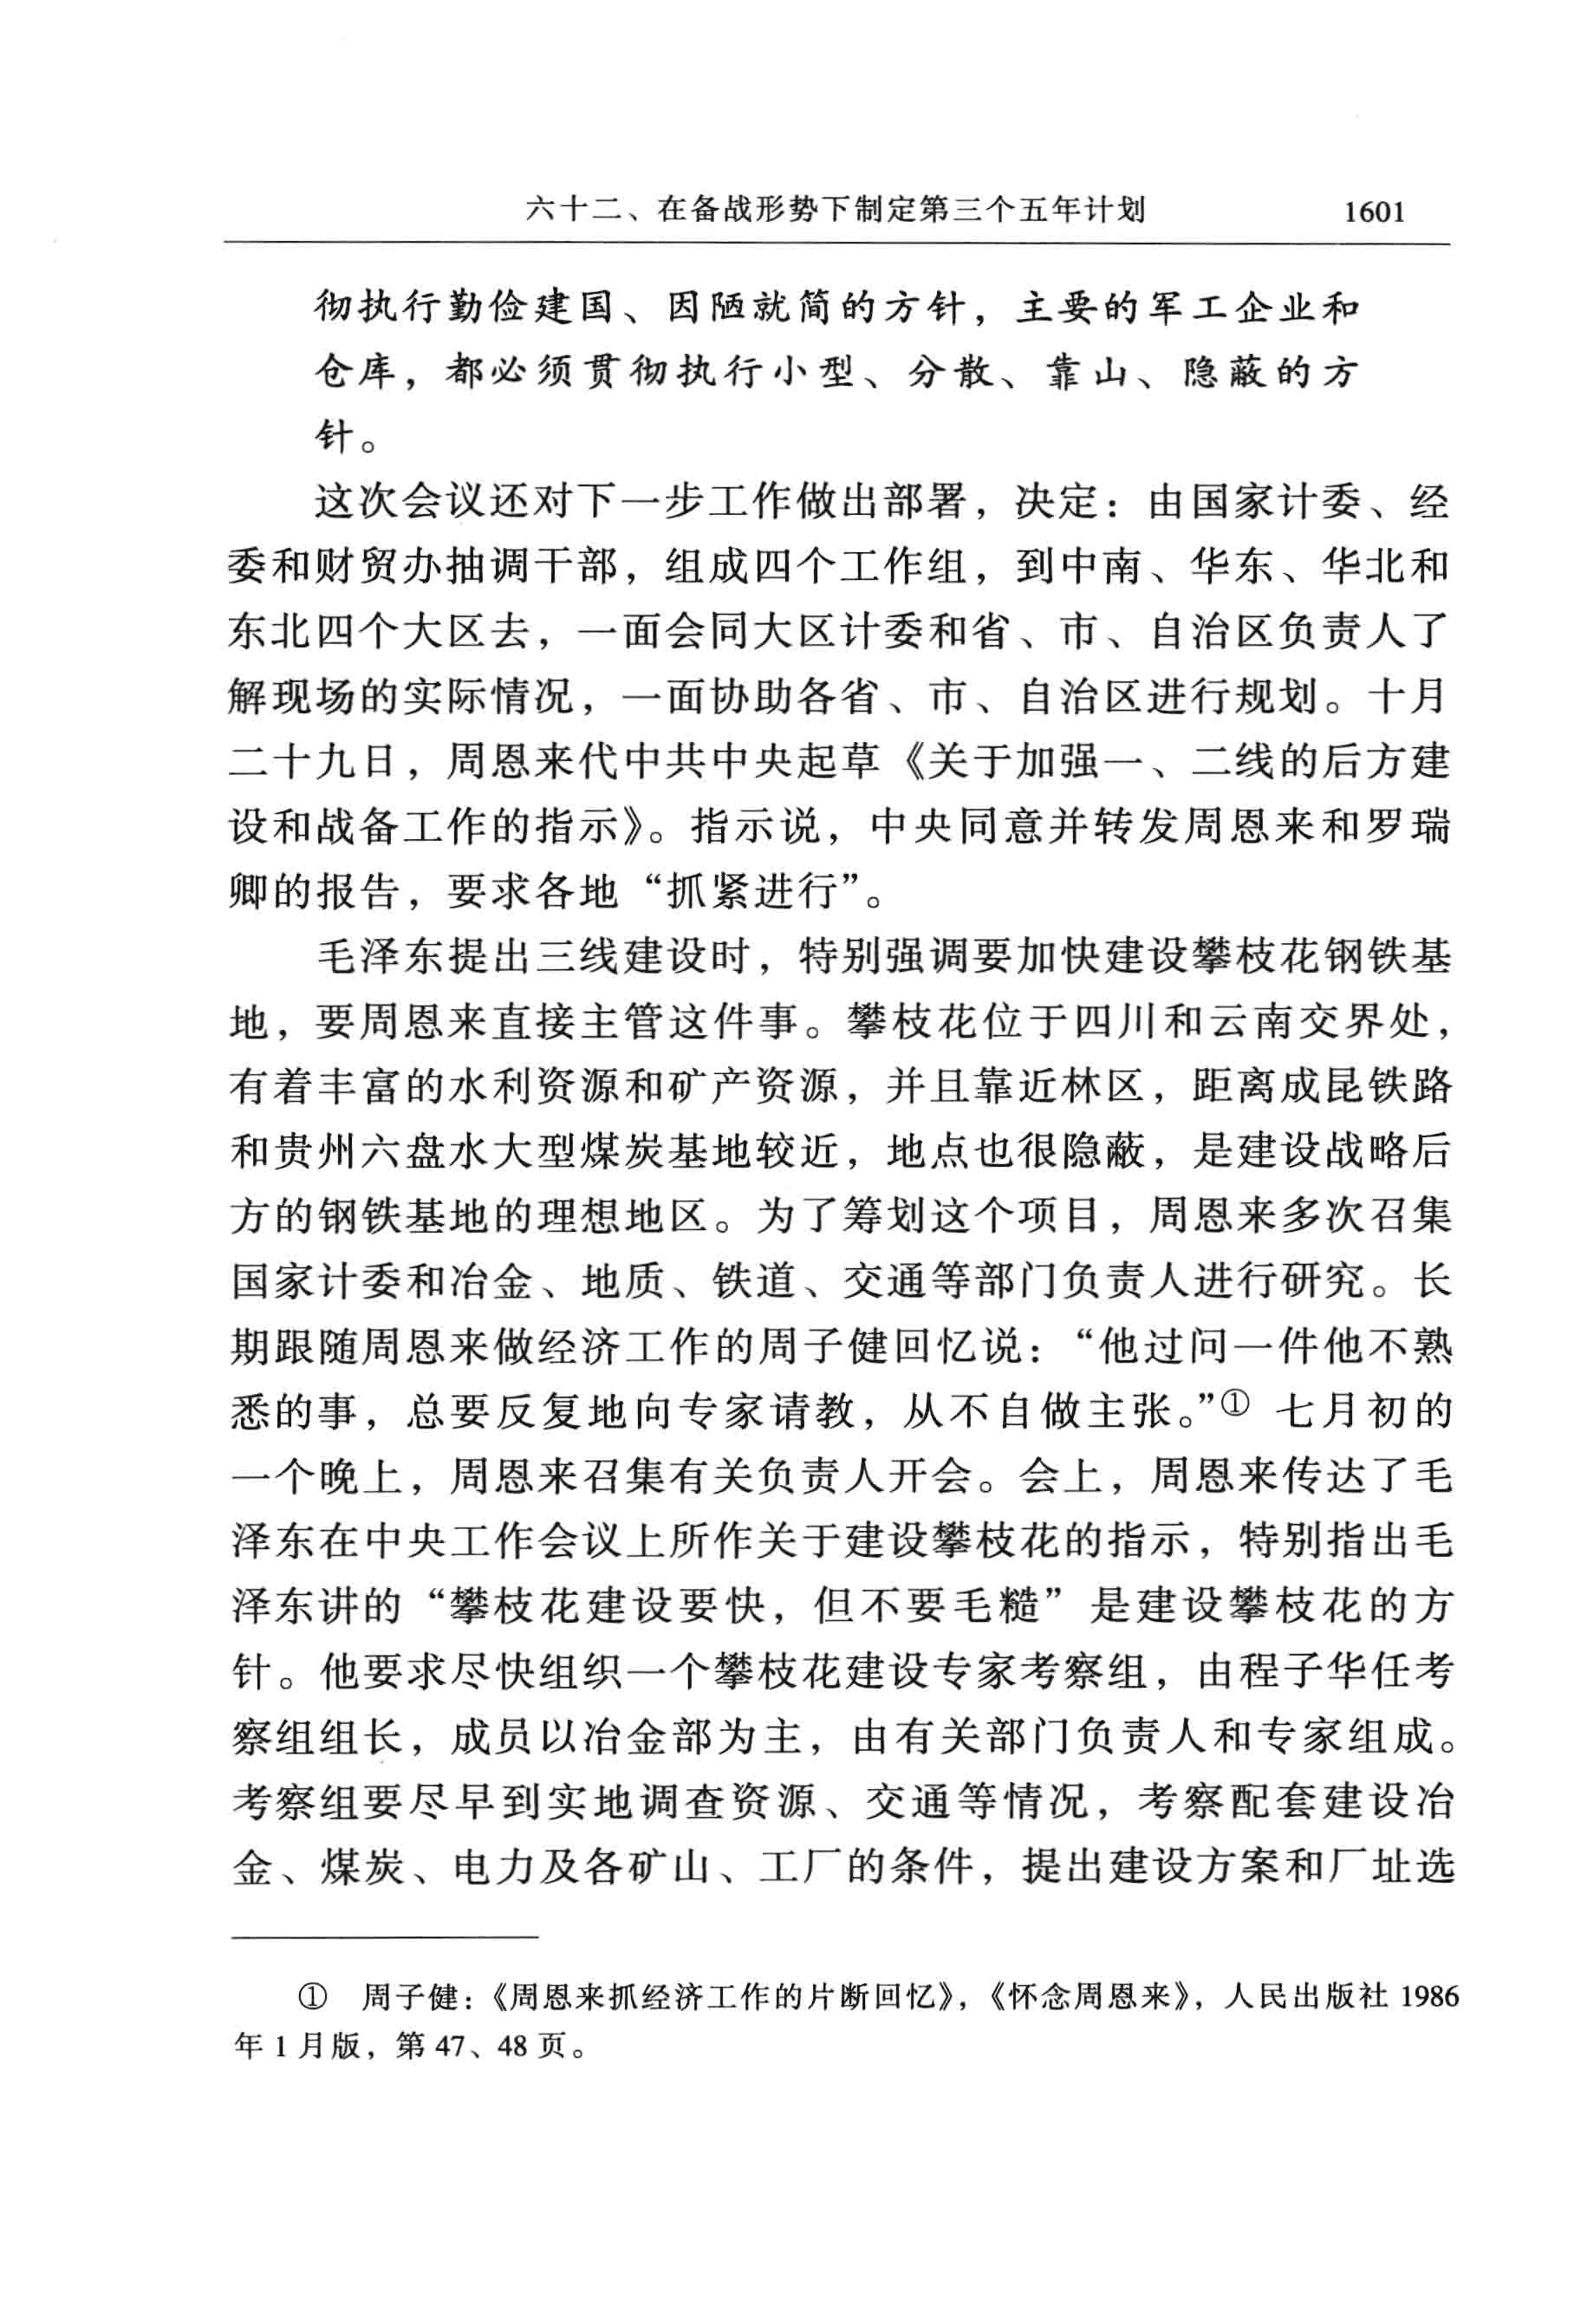 六十二、在备战形势下制定第三个五年计划 1601
彻执行勤俭建国、因陋就简的方针，主要的军工企业和
仓库，都必须贯彻执行小型、分散、靠山、隐蔽的方
针。
这次会议还对下一步工作做出部署，决定：由国家计委、经
委和财贸办抽调干部，组成四个工作组，到中南、华东、华北和
东北四个大区去，一面会同大区计委和省、市、自治区负责人了
解现场的实际情况，一面协助各省、市、自治区进行规划。十月
二十九日，周恩来代中共中央起草《关于加强一、二线的后方建
设和战备工作的指示》。指示说，中央同意并转发周恩来和罗瑞
卿的报告，要求各地“抓紧进行”。
毛泽东提出三线建设时，特别强调要加快建设攀枝花钢铁基
地，要周恩来直接主管这件事。攀枝花位于四川和云南交界处，
有着丰富的水利资源和矿产资源，并且靠近林区，距离成昆铁路
和贵州六盘水大型煤炭基地较近，地点也很隐蔽，是建设战略后
方的钢铁基地的理想地区。为了筹划这个项目，周恩来多次召集
国家计委和冶金、地质、铁道、交通等部门负责人进行研究。长
期跟随周恩来做经济工作的周子健回忆说：“他过问一件他不熟
悉的事，总要反复地向专家请教，从不自做主张。”① 七月初的
一个晚上，周恩来召集有关负责人开会。会上，周恩来传达了毛
泽东在中央工作会议上所作关于建设攀枝花的指示，特别指出毛
泽东讲的“攀枝花建设要快，但不要毛糙”是建设攀枝花的方
针。他要求尽快组织一个攀枝花建设专家考察组，由程子华任考
察组组长，成员以冶金部为主，由有关部门负责人和专家组成。
考察组要尽早到实地调查资源、交通等情况，考察配套建设冶
金、煤炭、电力及各矿山、工厂的条件，提出建设方案和厂址选
① 周子健：《周恩来抓经济工作的片断回忆》，《怀念周恩来》，人民出版社 1986
年 1 月版，第 47、48 页。